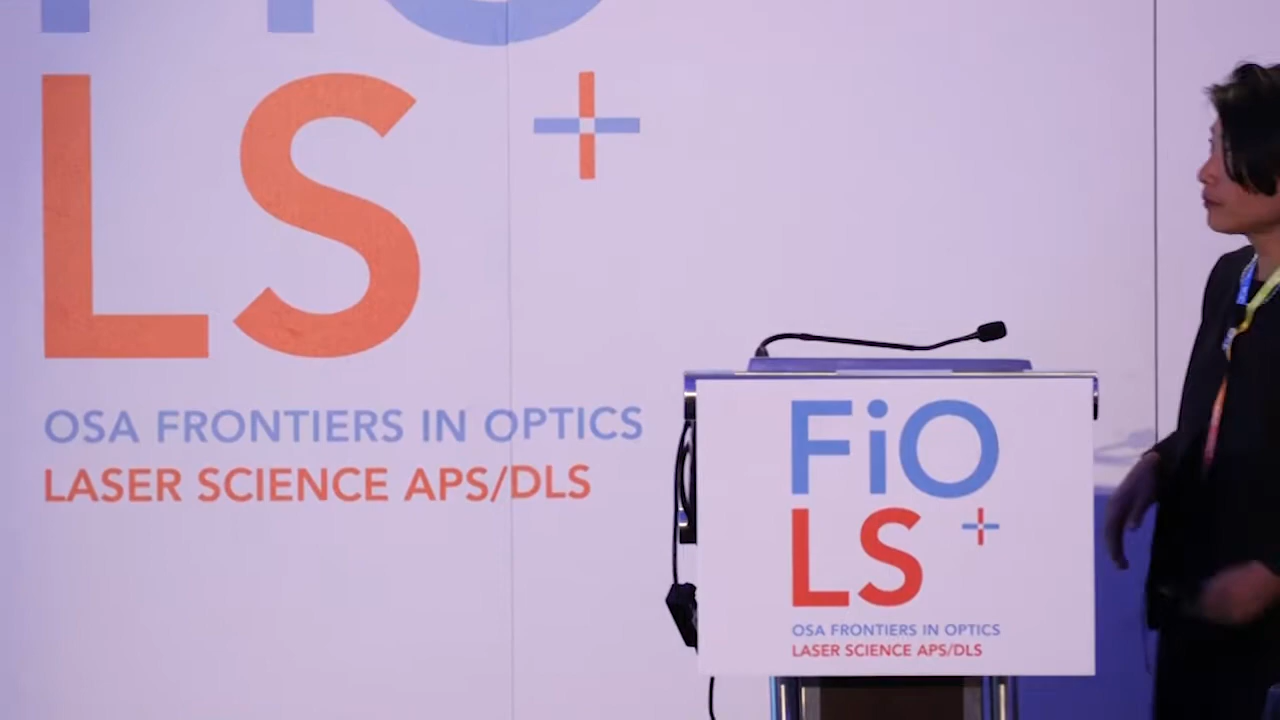 FiO
LS
OSA FRONTIERS IN OPTICS
LASER SCIENCE APS/DLS
FiO
LS
OSA FRONTIERS IN OPTICS
LASER SCIENCE APS/DLS